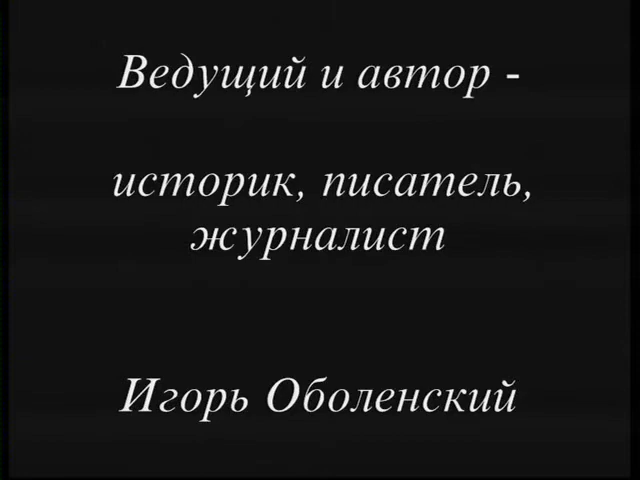 Ведущий и автор -
историк, писатель,
журналист
Игорь Оболенский